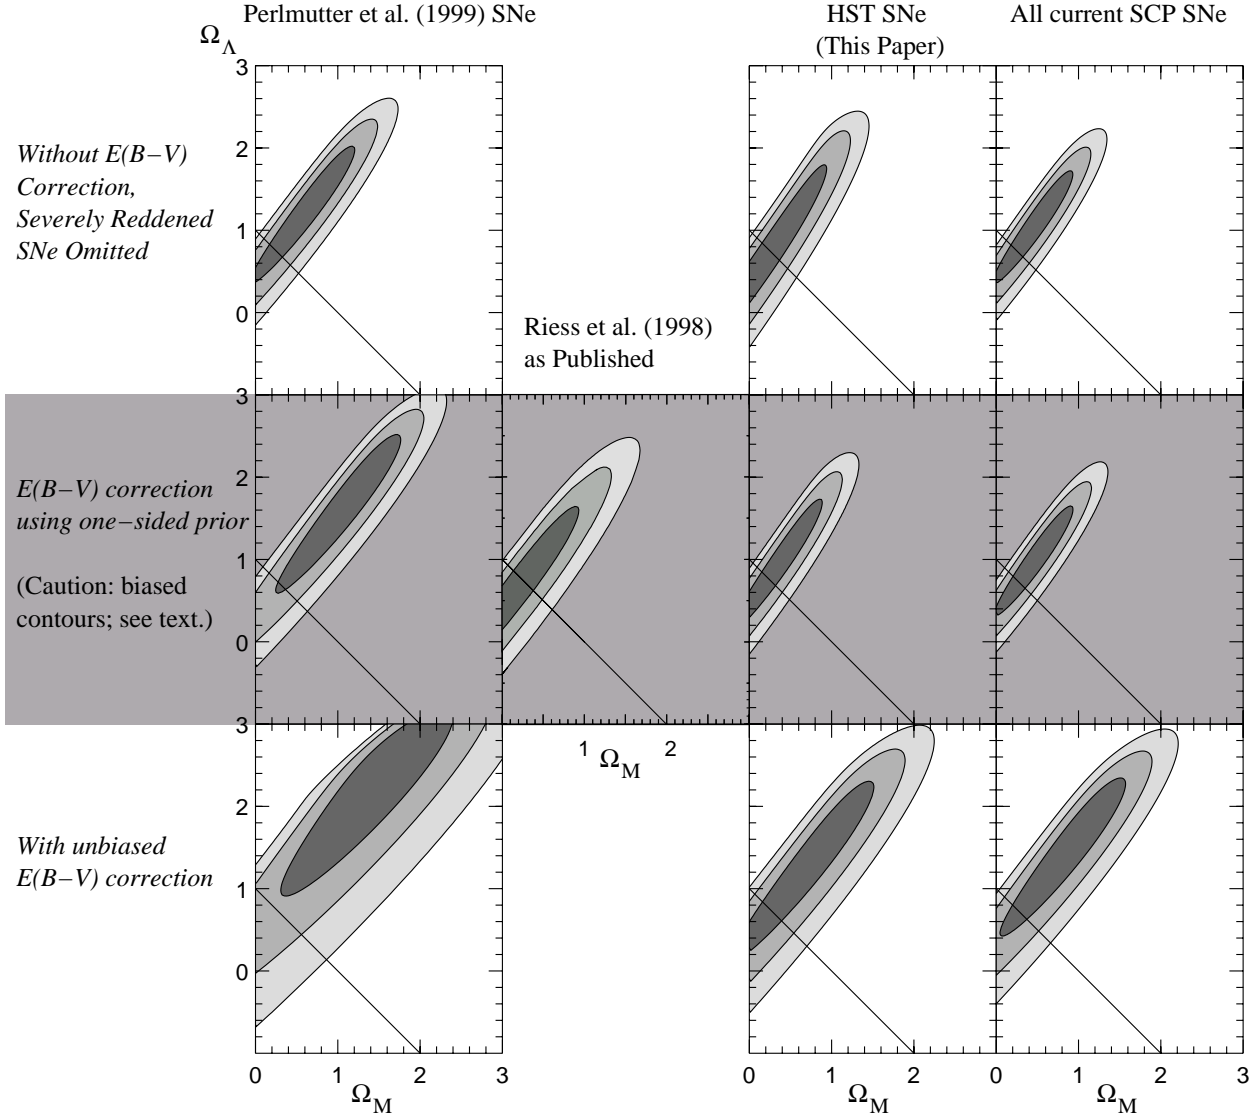 Perlmutter et al. (1999) SNe
HST SNe
(This Paper)
All current SCP SNe
Ω_Λ
3
2
1
0
Without E(B−V)
Correction,
Severely Reddened
SNe Omitted
Riess et al. (1998)
as Published
3
2
1
0
E(B−V) correction
using one−sided prior
(Caution: biased
contours; see text.)
1 2
Ω_M
3
2
1
0
With unbiased
E(B−V) correction
0 1 2 3
0 1 2 0 1 2 3
Ω_M
Ω_M
Ω_M